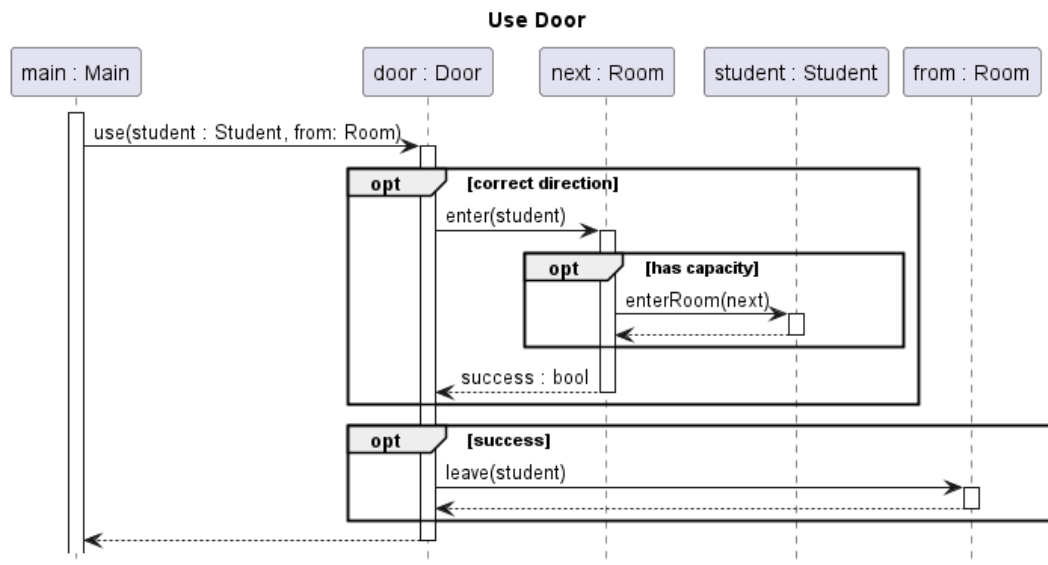 Use Door
main : Main
door : Door
next : Room
student : Student
from : Room
use(student : Student, from: Room)
opt [correct direction]
enter(student)
opt [has capacity]
enterRoom(next)
success : bool
opt [success]
leave(student)